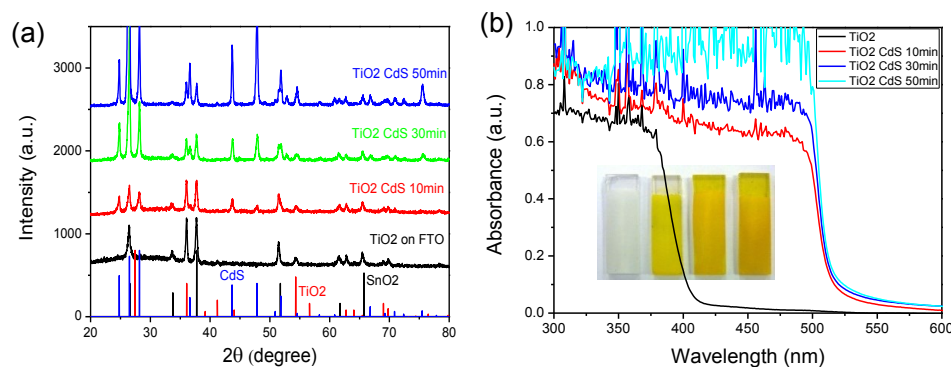 (a)
Intensity (a.u.)
3000
2000
1000
0
TiO2 CdS 50min
TiO2 CdS 30min
TiO2 CdS 10min
TiO2 on FTO
CdS
SnO2
TiO2
20 30 40 50 60 70 80
2θ (degree)
(b)
Absorbance (a.u.)
1.0
0.8
0.6
0.4
0.2
0.0
TiO2
TiO2 CdS 10min
TiO2 CdS 30min
TiO2 CdS 50min
300 350 400 450 500 550 600
Wavelength (nm)